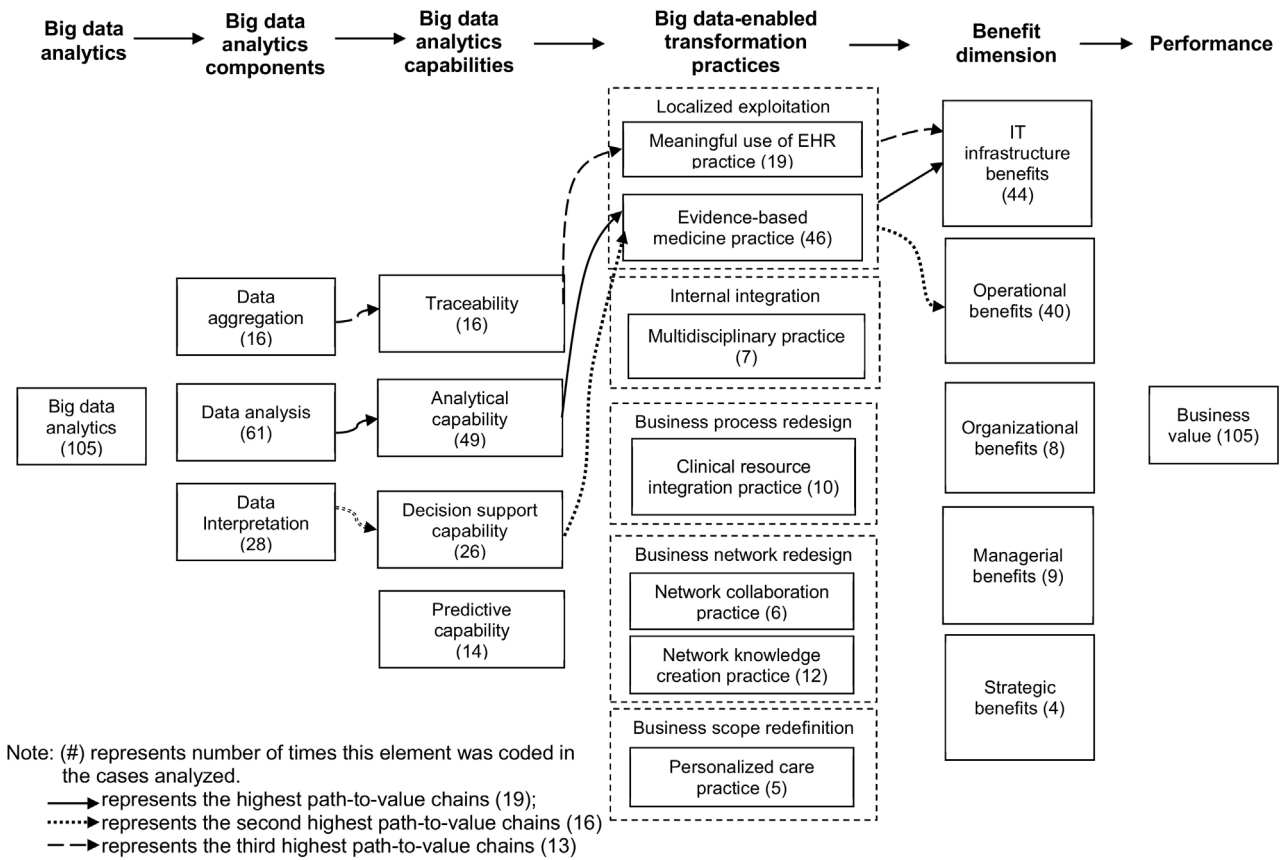 Big data
analytics
Big data
analytics
components
Big data
analytics
capabilities
Big data-enabled
transformation
practices
Benefit
dimension
Performance
Big data
analytics
(105)
Data
aggregation
(16)
Data analysis
(61)
Data
Interpretation
(28)
Traceability
(16)
Analytical
capability
(49)
Decision support
capability
(26)
Predictive
capability
(14)
Localized exploitation
Meaningful use of EHR
practice (19)
Evidence-based
medicine practice (46)
Internal integration
Multidisciplinary practice
(7)
Business process redesign
Clinical resource
integration practice (10)
Business network redesign
Network collaboration
practice (6)
Network knowledge
creation practice (12)
Business scope redefinition
Personalized care
practice (5)
IT
infrastructure
benefits
(44)
Operational
benefits (40)
Organizational
benefits (8)
Managerial
benefits (9)
Strategic
benefits (4)
Business
value (105)
Note: (#) represents number of times this element was coded in
the cases analyzed.
represents the highest path-to-value chains (19);
represents the second highest path-to-value chains (16)
represents the third highest path-to-value chains (13)